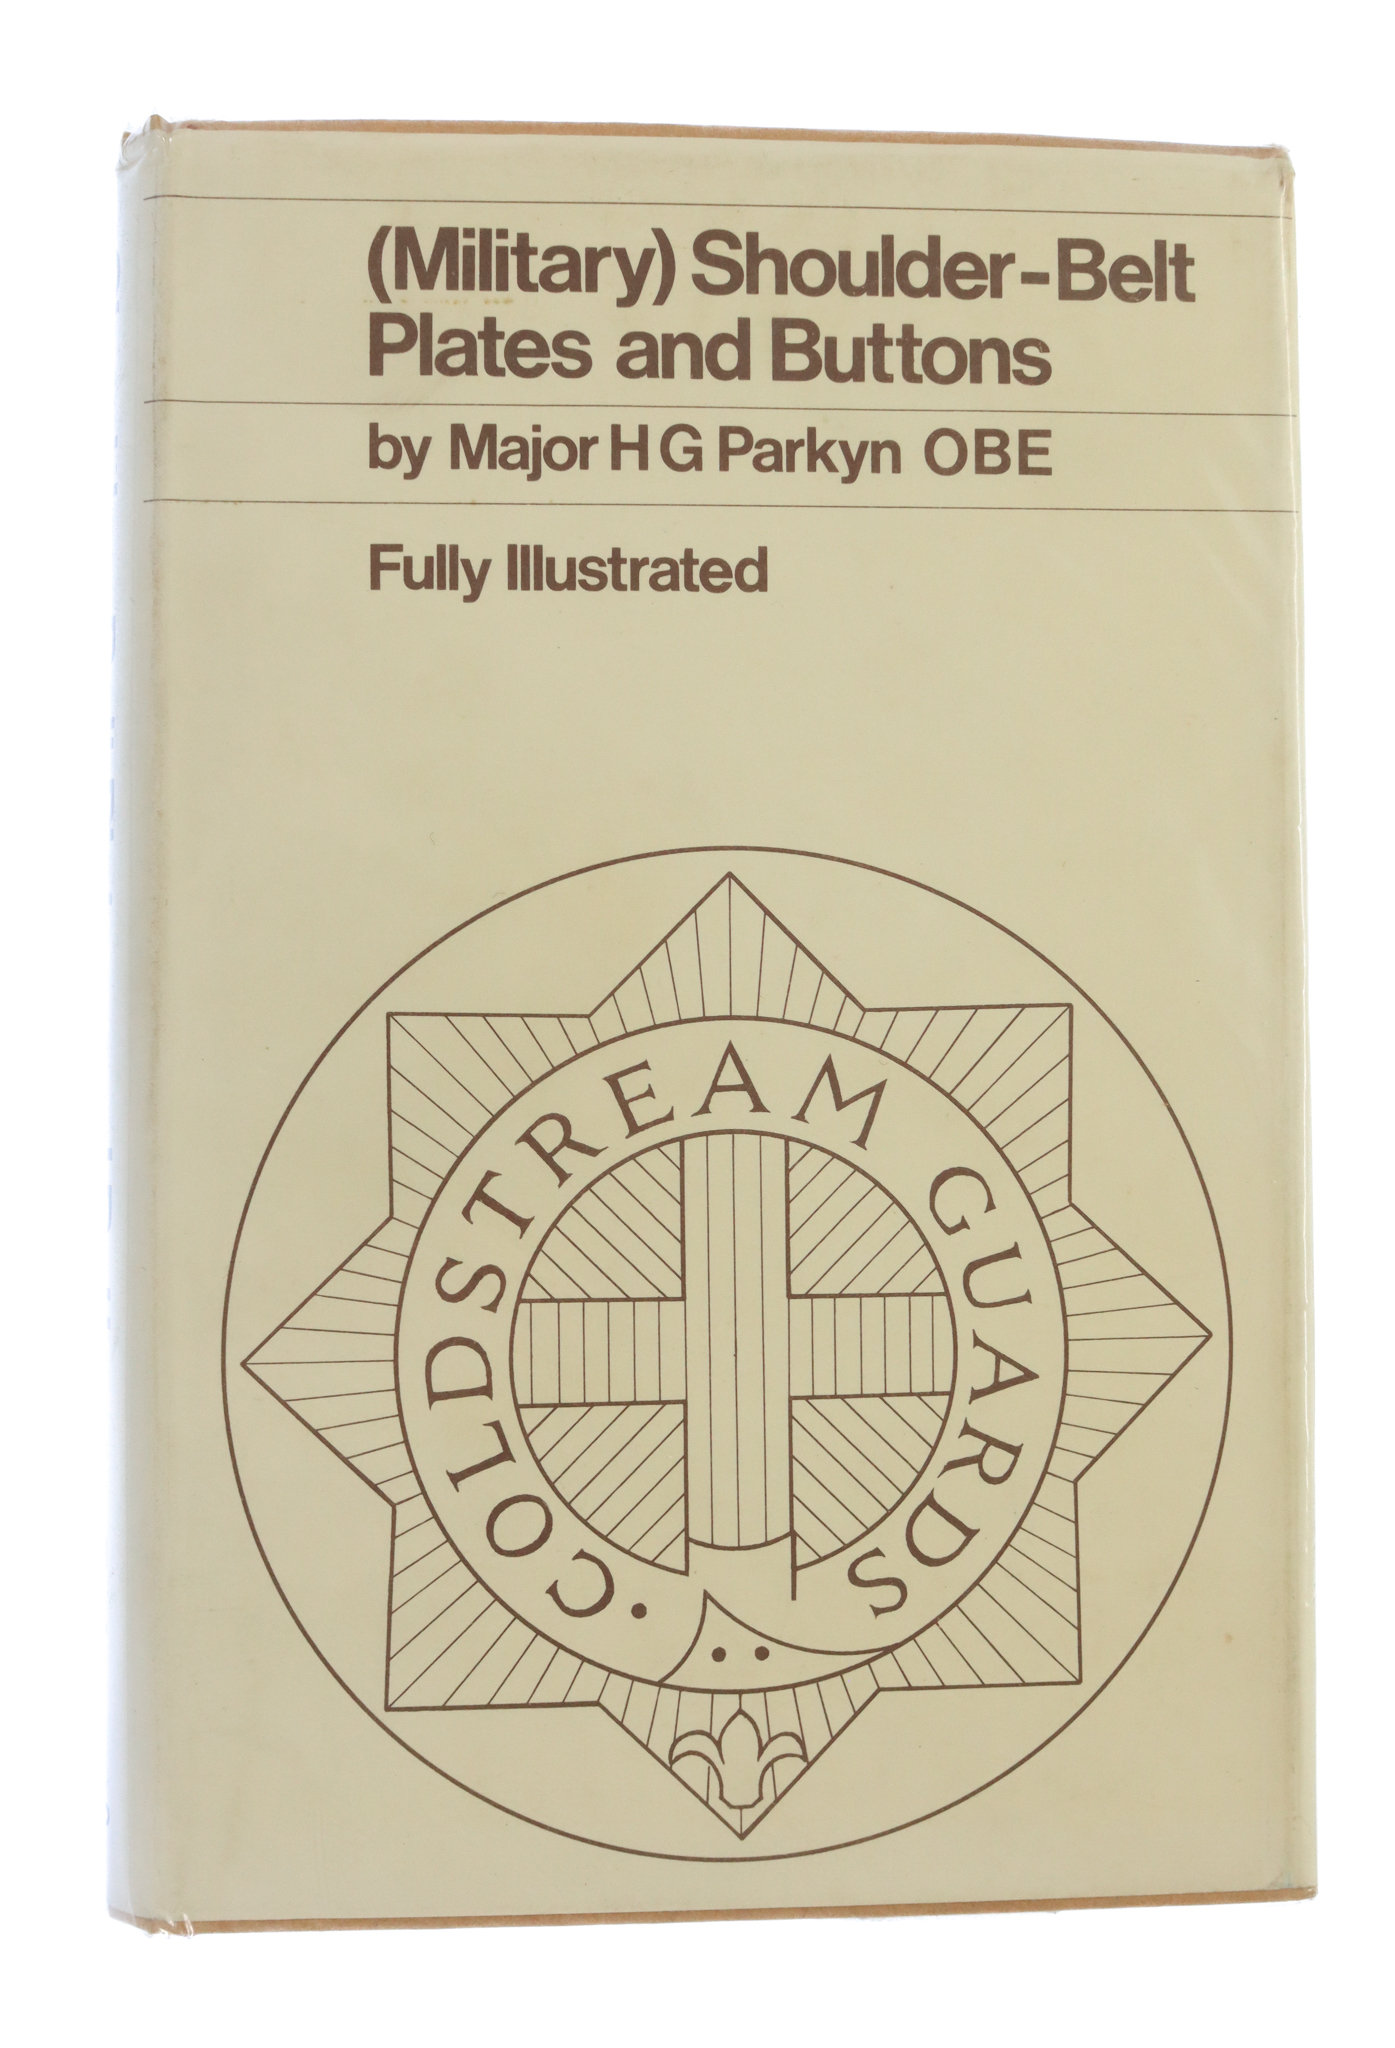 (Military) Shoulder-Belt
Plates and Buttons
by Major H G Parkyn OBE
Fully Illustrated
·COLDSTREAM GUARDS